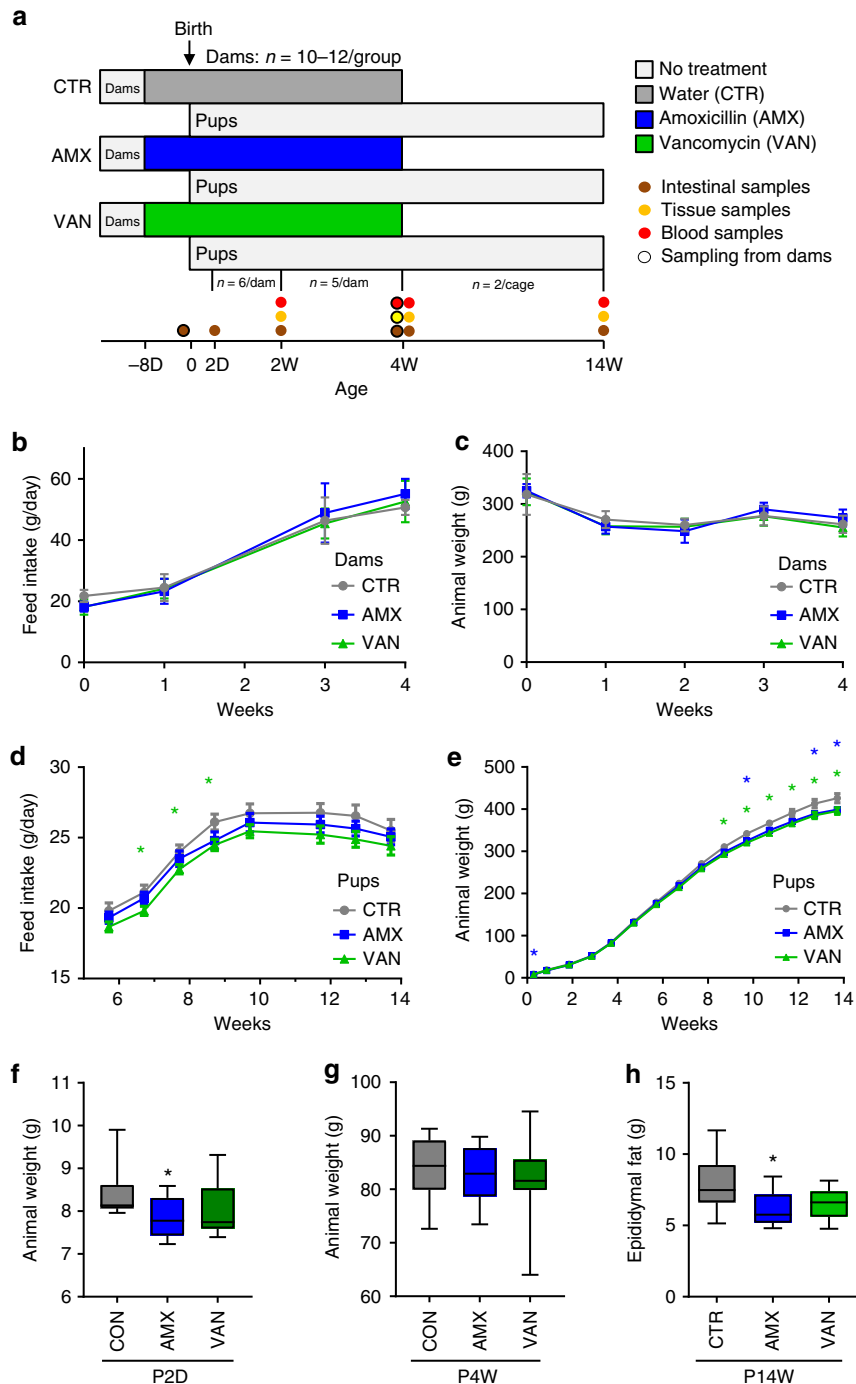 a
Birth
Dams: n = 10–12/group
CTR
Dams
Pups
AMX
Dams
Pups
VAN
Dams
Pups
No treatment
Water (CTR)
Amoxicillin (AMX)
Vancomycin (VAN)
Intestinal samples
Tissue samples
Blood samples
Sampling from dams
n = 6/dam
n = 5/dam
n = 2/cage
–8D 0 2D 2W 4W 14W
Age
b
Feed intake (g/day)
60
40
20
0
Dams
CTR
AMX
VAN
0 1 3 4
Weeks
c
Animal weight (g)
400
300
200
100
0
Dams
CTR
AMX
VAN
0 1 2 3 4
Weeks
d
Feed intake (g/day)
30
25
20
15
* * *
Pups
CTR
AMX
VAN
6 8 10 12 14
Weeks
e
Animal weight (g)
500
400
300
200
100
0
* * * *
* * * * * *
Pups
CTR
AMX
VAN
0 2 4 6 8 10 12 14
Weeks
f
Animal weight (g)
11
10
9
8
7
6
*
CON AMX VAN
P2D
g
Animal weight (g)
100
90
80
70
60
CON AMX VAN
P4W
h
Epididymal fat (g)
15
10
5
0
*
CTR AMX VAN
P14W